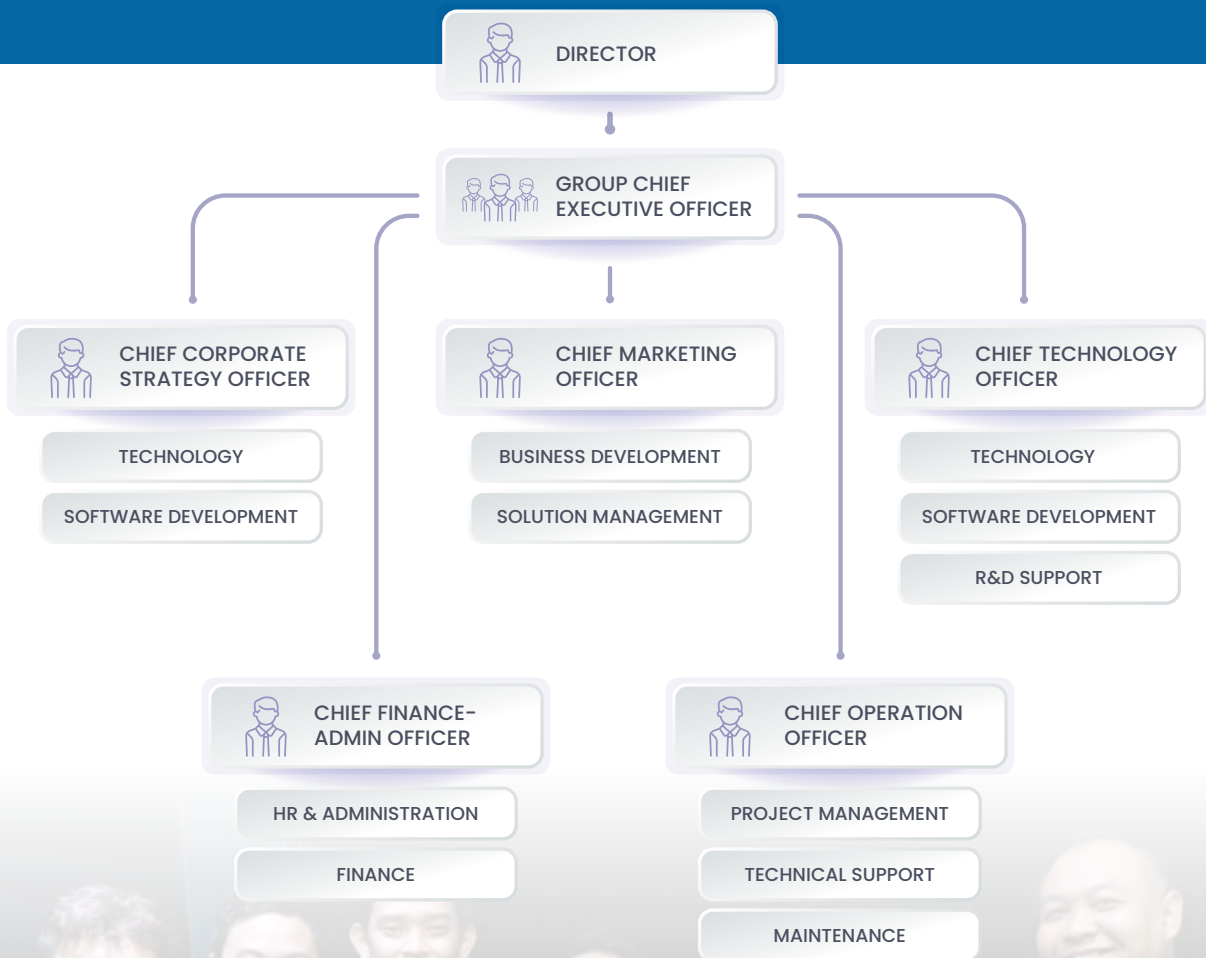 DIRECTOR
GROUP CHIEF
EXECUTIVE OFFICER
CHIEF CORPORATE
STRATEGY OFFICER
TECHNOLOGY
SOFTWARE DEVELOPMENT
CHIEF MARKETING
OFFICER
BUSINESS DEVELOPMENT
SOLUTION MANAGEMENT
CHIEF TECHNOLOGY
OFFICER
TECHNOLOGY
SOFTWARE DEVELOPMENT
R&D SUPPORT
CHIEF FINANCE-
ADMIN OFFICER
HR & ADMINISTRATION
FINANCE
CHIEF OPERATION
OFFICER
PROJECT MANAGEMENT
TECHNICAL SUPPORT
MAINTENANCE